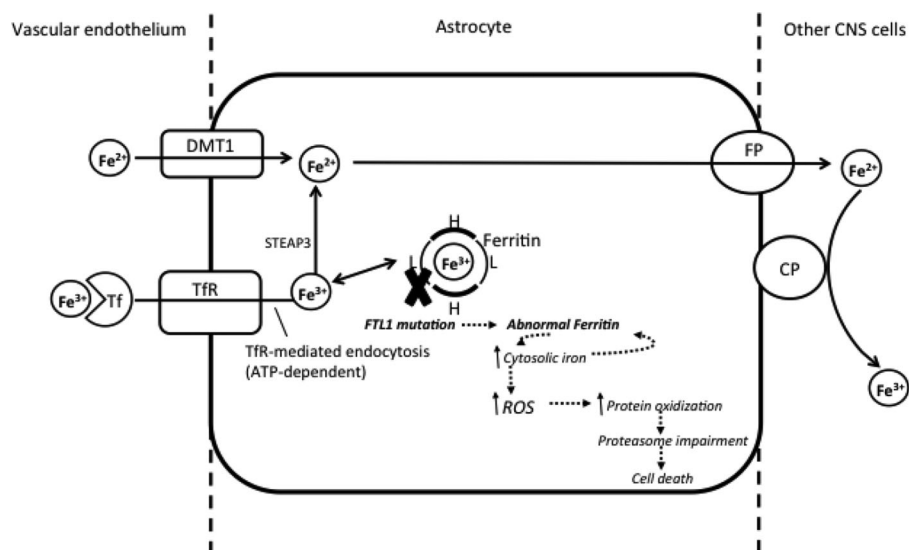 Vascular endothelium
Astrocyte
Other CNS cells
DMT1
FP
Fe2+
Fe2+
Fe2+
STEAP3
H
Ferritin
L
Fe3+
L
H
CP
Fe3+
Tf
TfR
Fe3+
FTL1 mutation
Abnormal Ferritin
TfR-mediated endocytosis
(ATP-dependent)
Cytosolic iron
Fe3+
ROS
Protein oxidization
Proteasome impairment
Cell death